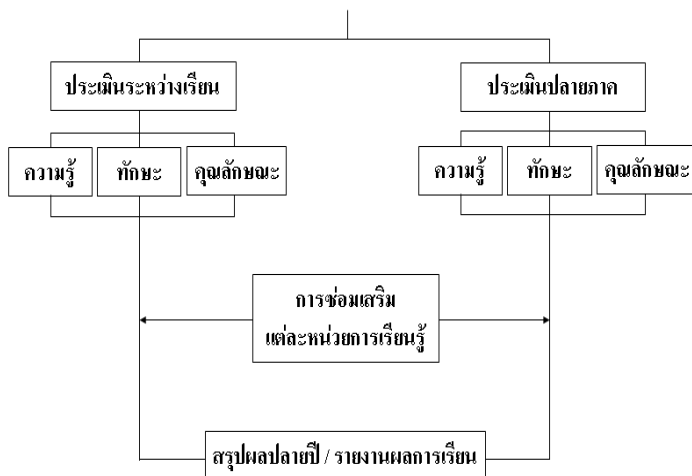 ประเมินระหว่างเรียน
ประเมินปลายภาค
ความรู้
ทักษะ
คุณลักษณะ
ความรู้
ทักษะ
คุณลักษณะ
การซ่อมเสริม
แต่ละหน่วยการเรียนรู้
สรุปผลปลายปี / รายงานผลการเรียน